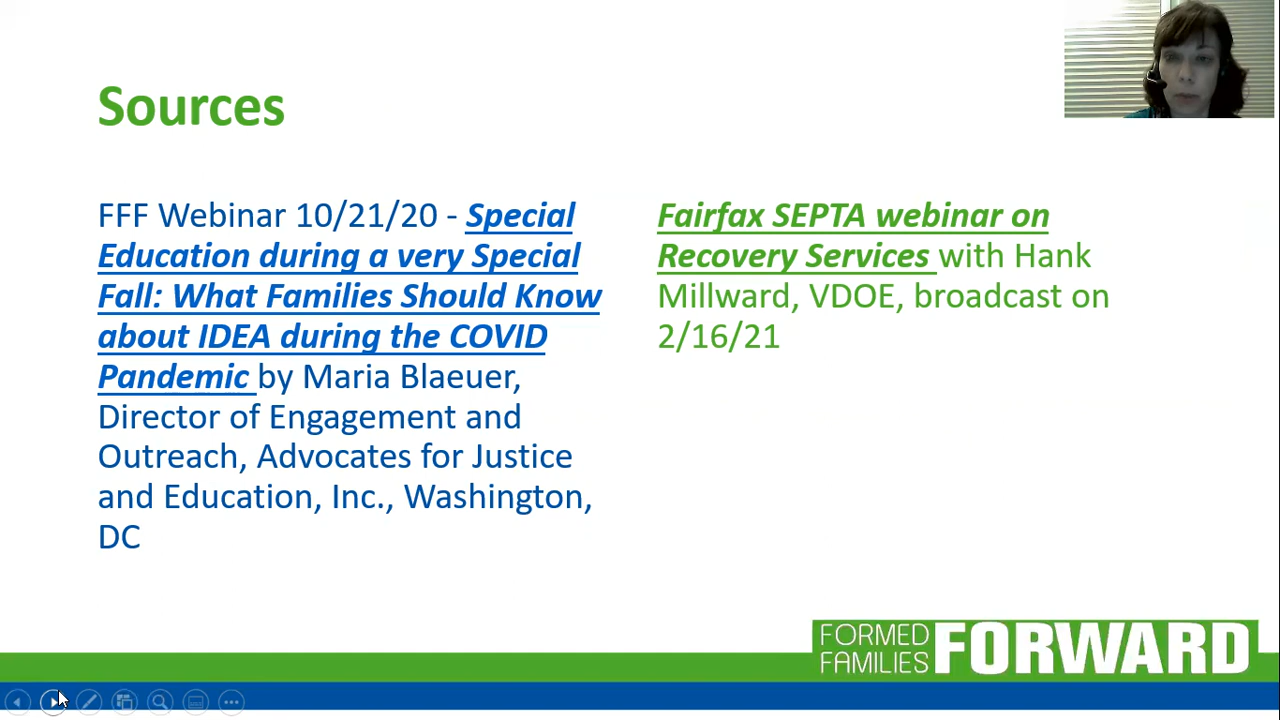 Sources
FFF Webinar 10/21/20 - Special
Education during a very Special
Fall: What Families Should Know
about IDEA during the COVID
Pandemic by Maria Blaeuer,
Director of Engagement and
Outreach, Advocates for Justice
and Education, Inc., Washington,
DC
Fairfax SEPTA webinar on
Recovery Services with Hank
Millward, VDOE, broadcast on
2/16/21
FORMED
FAMILIES
FORWARD